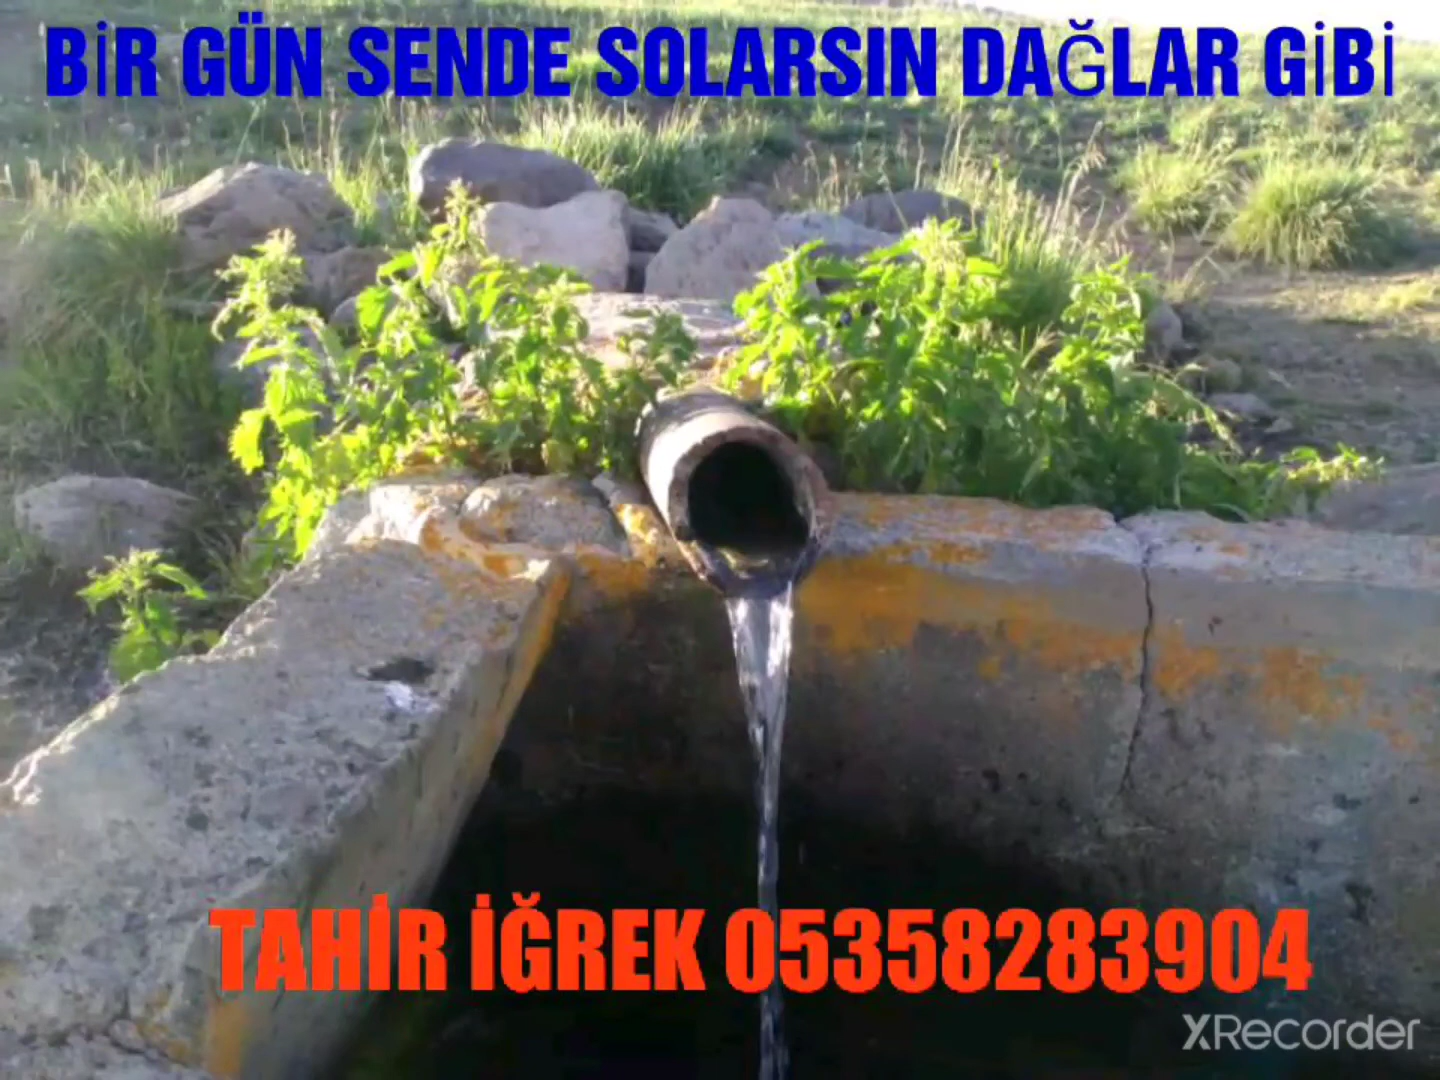 BİR GÜN SENDE SOLARSIN DAĞLAR GİBİ
TAHİR İĞREK 05358283904
XRecorder